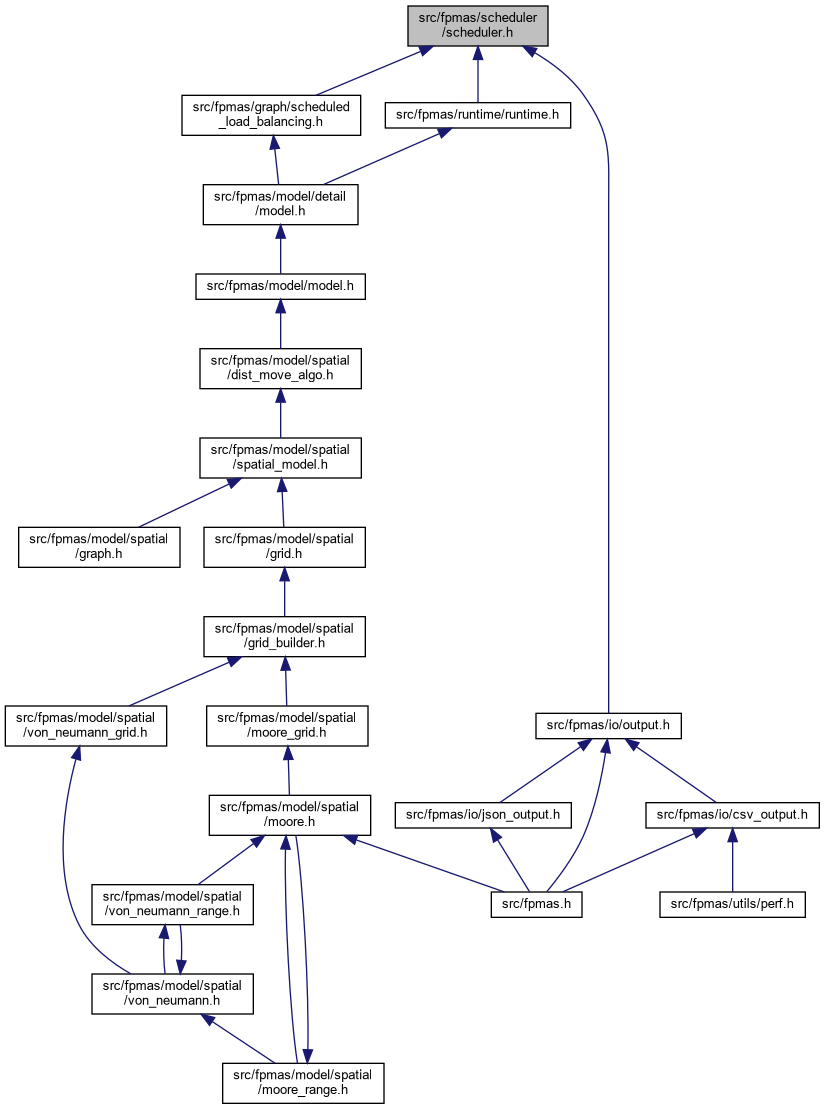 src/fpmas/scheduler
/scheduler.h
src/fpmas/graph/scheduled
_load_balancing.h
src/fpmas/runtime/runtime.h
src/fpmas/model/detail
/model.h
src/fpmas/model/model.h
src/fpmas/model/spatial
/dist_move_algo.h
src/fpmas/model/spatial
/spatial_model.h
src/fpmas/model/spatial
/graph.h
src/fpmas/model/spatial
/grid.h
src/fpmas/model/spatial
/grid_builder.h
src/fpmas/model/spatial
/von_neumann_grid.h
src/fpmas/model/spatial
/moore_grid.h
src/fpmas/io/output.h
src/fpmas/model/spatial
/moore.h
src/fpmas/io/json_output.h
src/fpmas/io/csv_output.h
src/fpmas/model/spatial
/von_neumann_range.h
src/fpmas.h
src/fpmas/utils/perf.h
src/fpmas/model/spatial
/von_neumann.h
src/fpmas/model/spatial
/moore_range.h